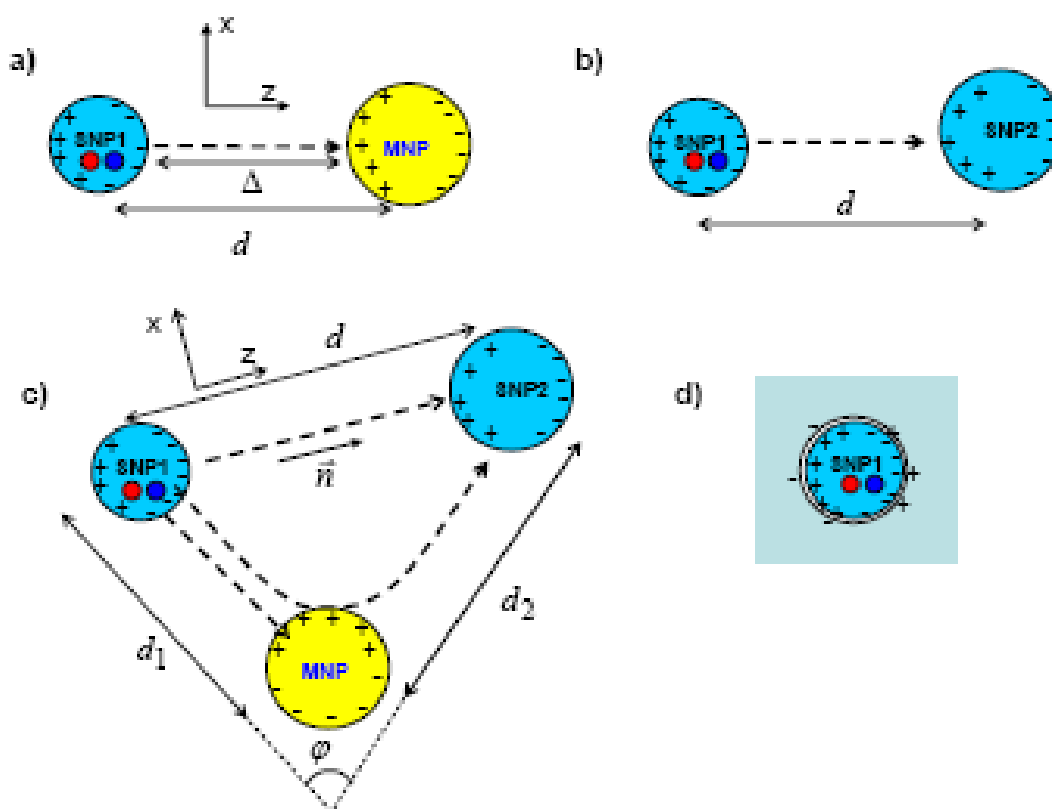 a)
x
z
SNP1
MNP
Δ
d
b)
SNP1
SNP2
d
c)
x
z
d
SNP1
SNP2
n⃗
MNP
d₁
d₂
φ
d)
SNP1